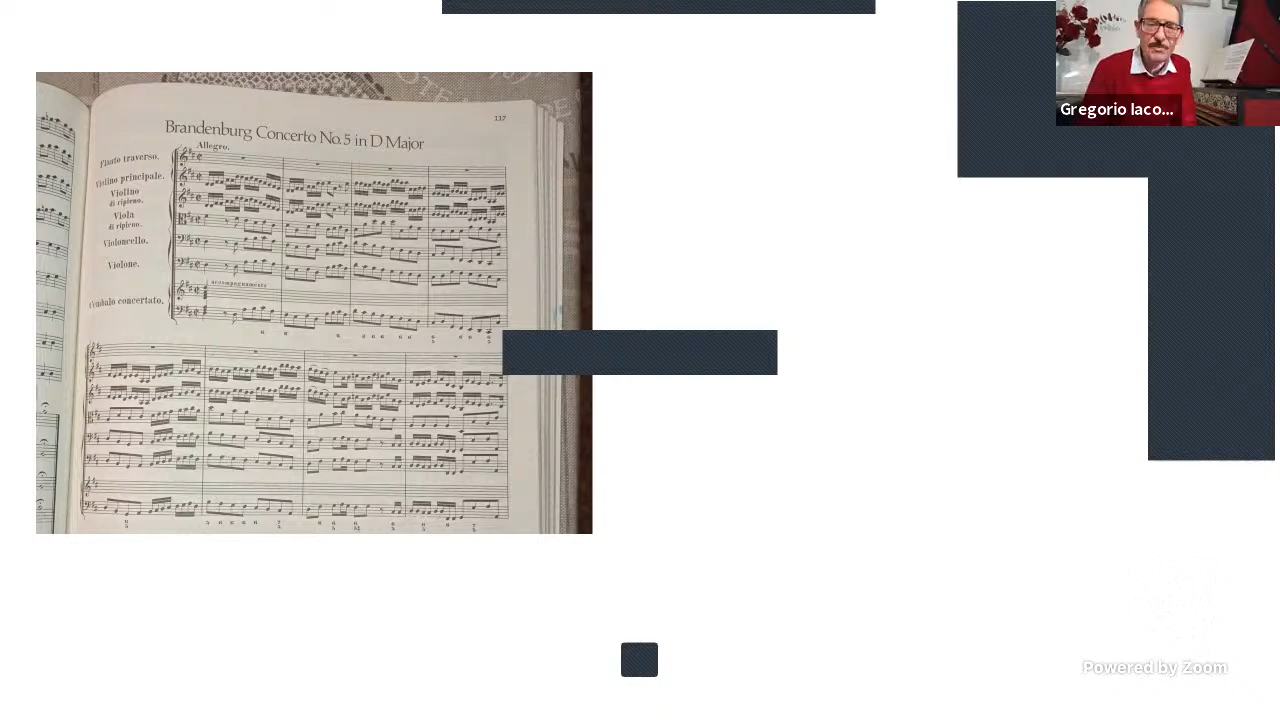 117
Brandenburg Concerto No. 5 in D Major
Allegro.
Flauto traverso.
Violino principale.
Violino
di ripieno.
Viola
di ripieno.
Violoncello.
Violone.
accompagnamento
Cembalo concertato.
Gregorio Iaco...
Powered by Zoom